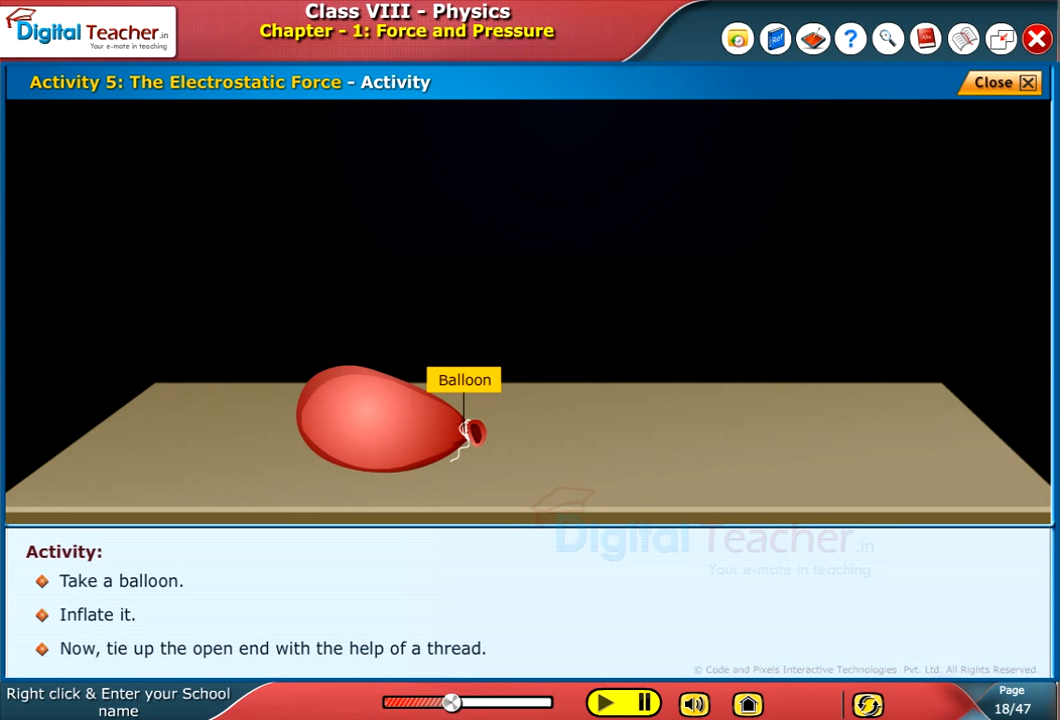 Digital Teacher.in
Your e-mate in teaching
Class VIII - Physics
Chapter - 1: Force and Pressure
Ref
?
Abc
Activity 5: The Electrostatic Force - Activity
Close
Balloon
Digital Teacher.in
Your e-mate in teaching
Activity:
Take a balloon.
Inflate it.
Now, tie up the open end with the help of a thread.
© Code and Pixels Interactive Technologies Pvt. Ltd. All Rights Reserved.
Right click & Enter your School
name
Page
18/47